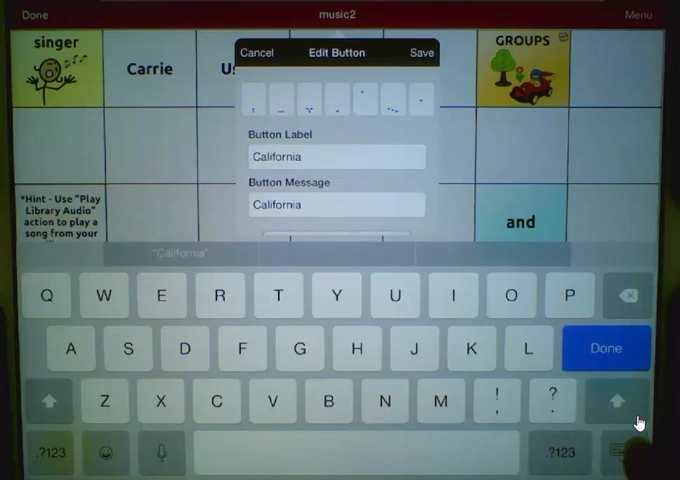 Done
music2
Menu
singer
Carrie
Cancel
Edit Button
Save
GROUPS
Button Label
California
Button Message
California
*Hint - Use "Play
Library Audio"
action to play a
song from your
and
"California"
Q W E R T Y U I O P
A S D F G H J K L
Done
Z X C V B N M ! , ? .
.?123
.?123